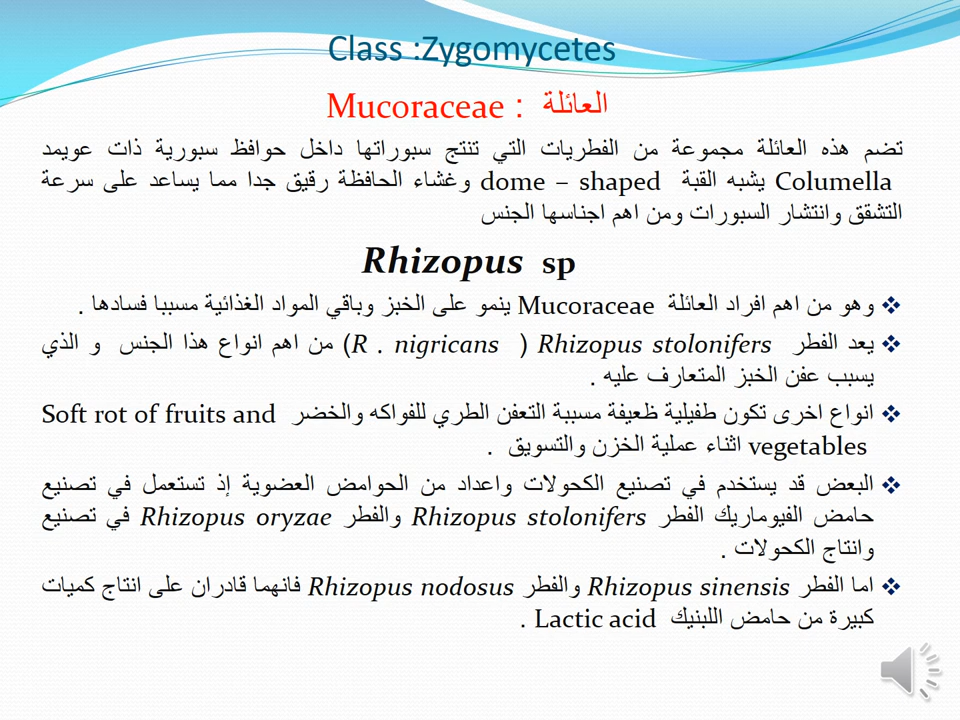 Class :Zygomycetes
العائلة : Mucoraceae
تضم هذه العائلة مجموعة من الفطريات التي تنتج سبوراتها داخل حوافظ سبورية ذات عويمد
Columella يشبه القبة dome – shaped وغشاء الحافظة رقيق جدا مما يساعد على سرعة
التشقق وانتشار السبورات ومن اهم اجناسها الجنس
Rhizopus sp
❖ وهو من اهم افراد العائلة Mucoraceae ينمو على الخبز وباقي المواد الغذائية مسببا فسادها .
❖ يعد الفطر Rhizopus stolonifers ( R . nigricans) من اهم انواع هذا الجنس و الذي
يسبب عفن الخبز المتعارف عليه .
❖ انواع اخرى تكون طفيلية ظعيفة مسببة التعفن الطري للفواكه والخضر Soft rot of fruits and
vegetables اثناء عملية الخزن والتسويق .
❖ البعض قد يستخدم في تصنيع الكحولات واعداد من الحوامض العضوية إذ تستعمل في تصنيع
حامض الفيوماريك الفطر Rhizopus stolonifers والفطر Rhizopus oryzae في تصنيع
وانتاج الكحولات .
❖ اما الفطر Rhizopus sinensis والفطر Rhizopus nodosus فانهما قادران على انتاج كميات
كبيرة من حامض اللبنيك Lactic acid .